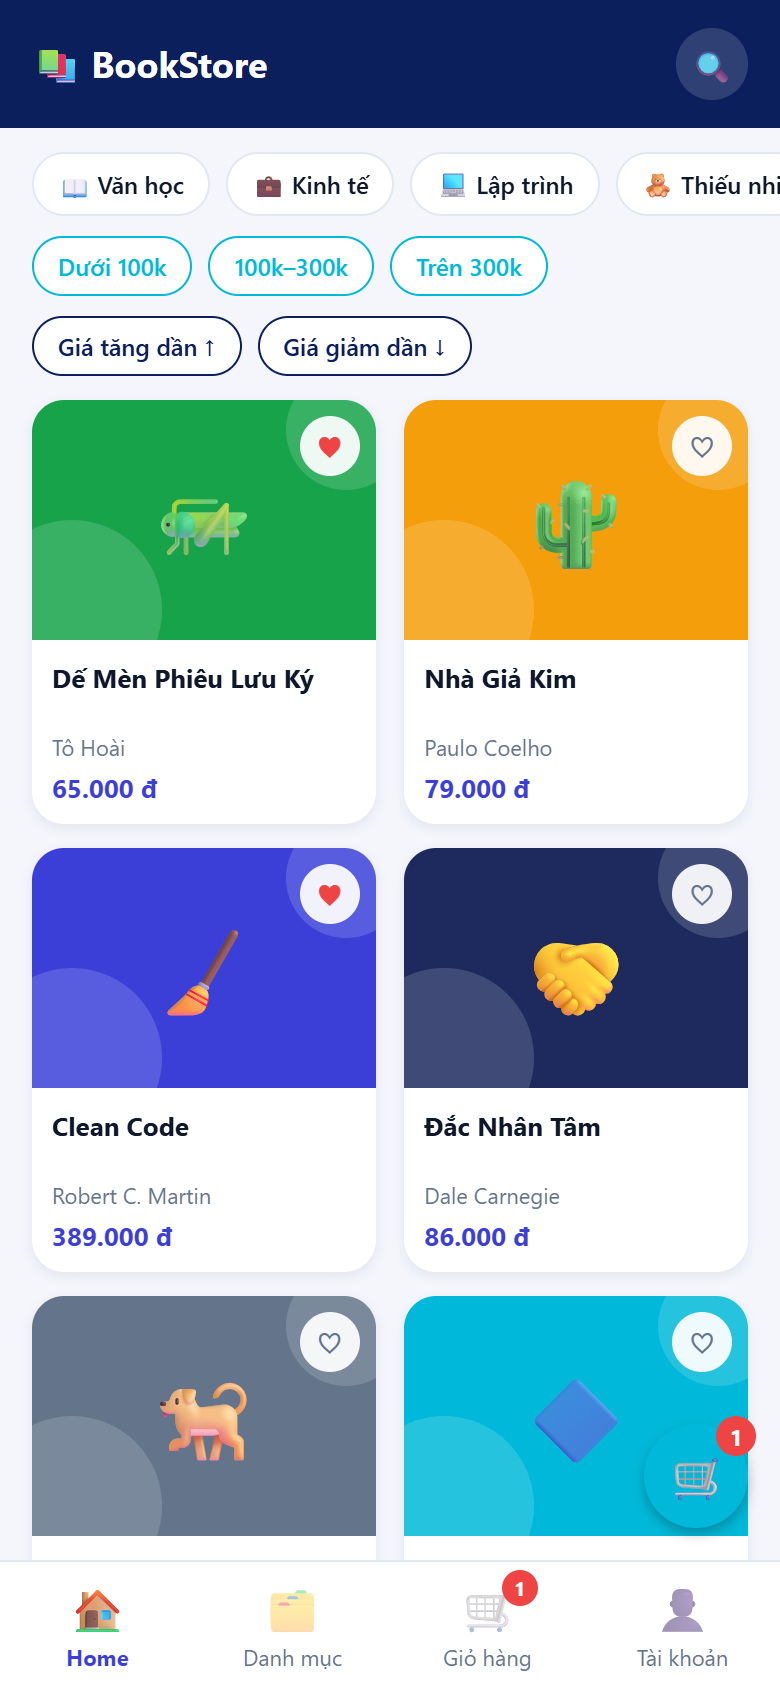 BookStore
Văn học
Kinh tế
Lập trình
Thiếu nhi
Dưới 100k
100k–300k
Trên 300k
Giá tăng dần ↑
Giá giảm dần ↓
Dế Mèn Phiêu Lưu Ký
Tô Hoài
65.000 đ
Nhà Giả Kim
Paulo Coelho
79.000 đ
Clean Code
Robert C. Martin
389.000 đ
Đắc Nhân Tâm
Dale Carnegie
86.000 đ
1
1
Home
Danh mục
Giỏ hàng
Tài khoản